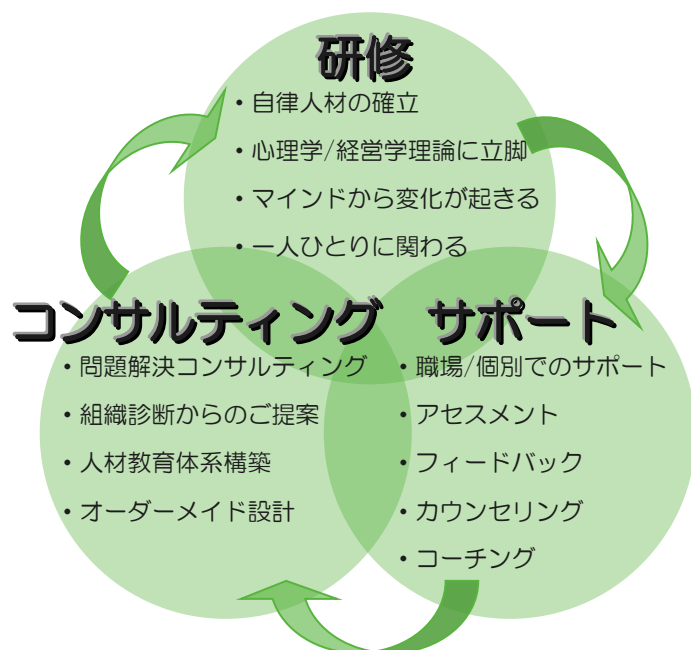 研修
・自律人材の確立
・心理学/経営学理論に立脚
・マインドから変化が起きる
・一人ひとりに関わる
コンサルティング
・問題解決コンサルティング
・組織診断からのご提案
・人材教育体系構築
・オーダーメイド設計
サポート
・職場/個別でのサポート
・アセスメント
・フィードバック
・カウンセリング
・コーチング